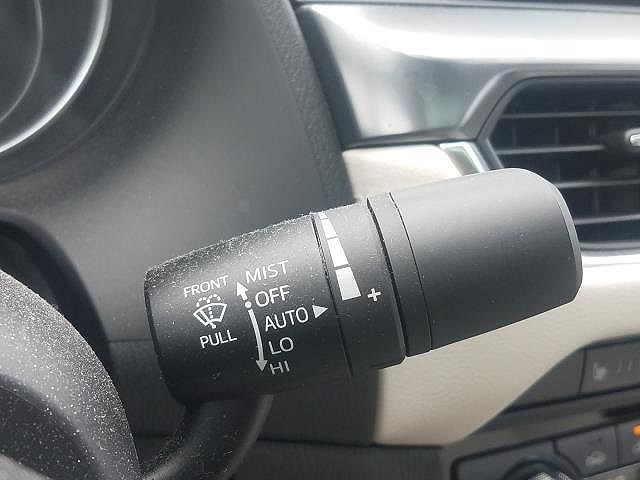 FRONT
PULL
MIST
OFF
AUTO
LO
HI
+